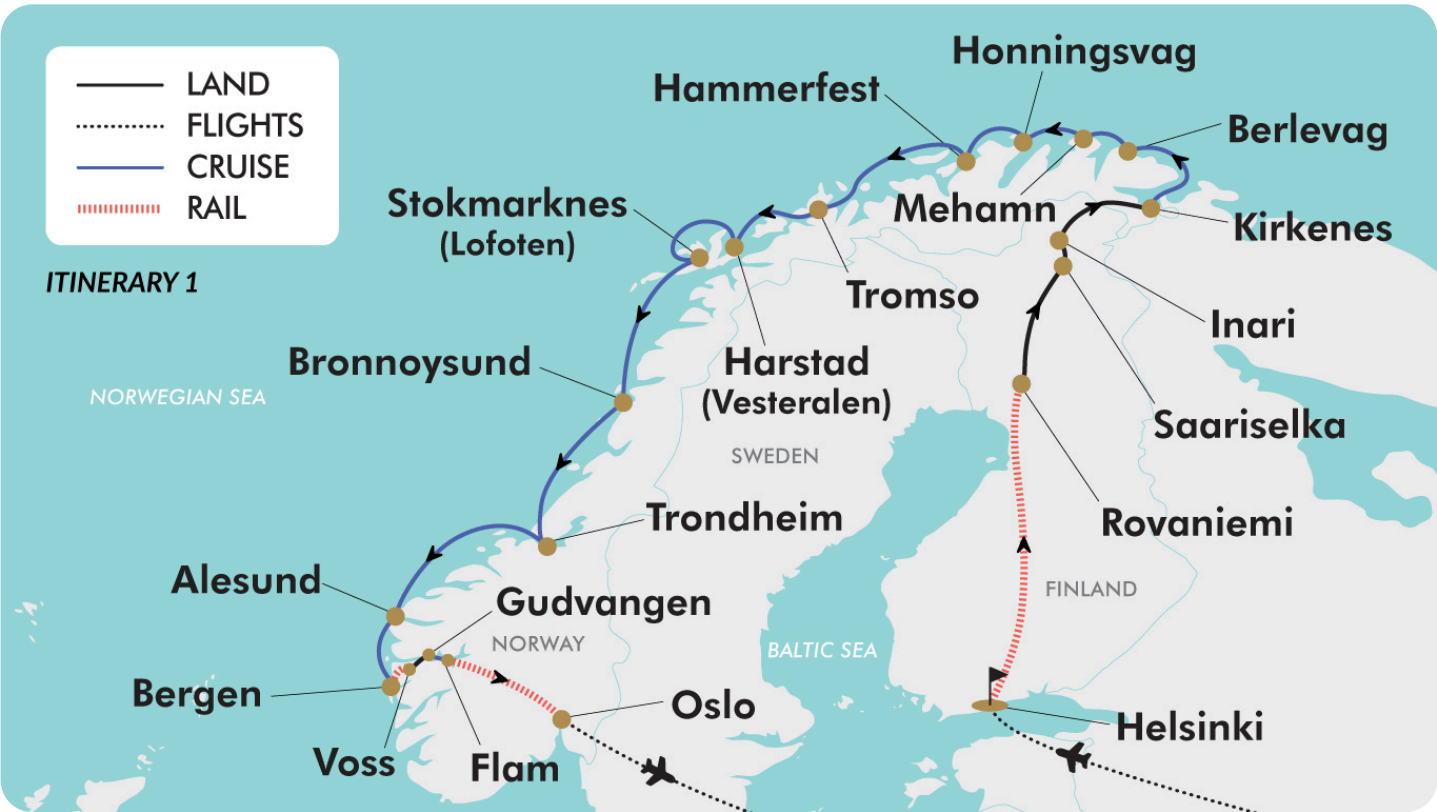 LAND
FLIGHTS
CRUISE
RAIL
ITINERARY 1
Honningsvag
Hammerfest
Berlevag
Stokmarknes
(Lofoten)
Mehamn
Kirkenes
Tromso
Inari
Bronnoysund
Harstad
(Vesteralen)
NORWEGIAN SEA
Saariselka
SWEDEN
Trondheim
Rovaniemi
Alesund
FINLAND
Gudvangen
NORWAY
BALTIC SEA
Bergen
Oslo
Helsinki
Voss
Flam